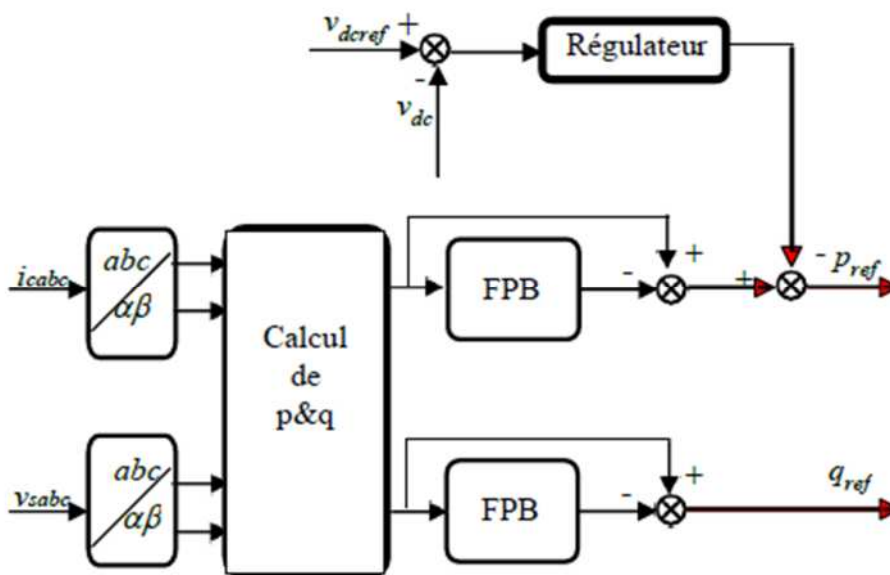 v_dcref +
Régulateur
-
v_dc
abc
αβ
i_cabc
Calcul
de
p&q
FPB
-
+
+
- p_ref
abc
αβ
v_sabc
FPB
-
+
q_ref